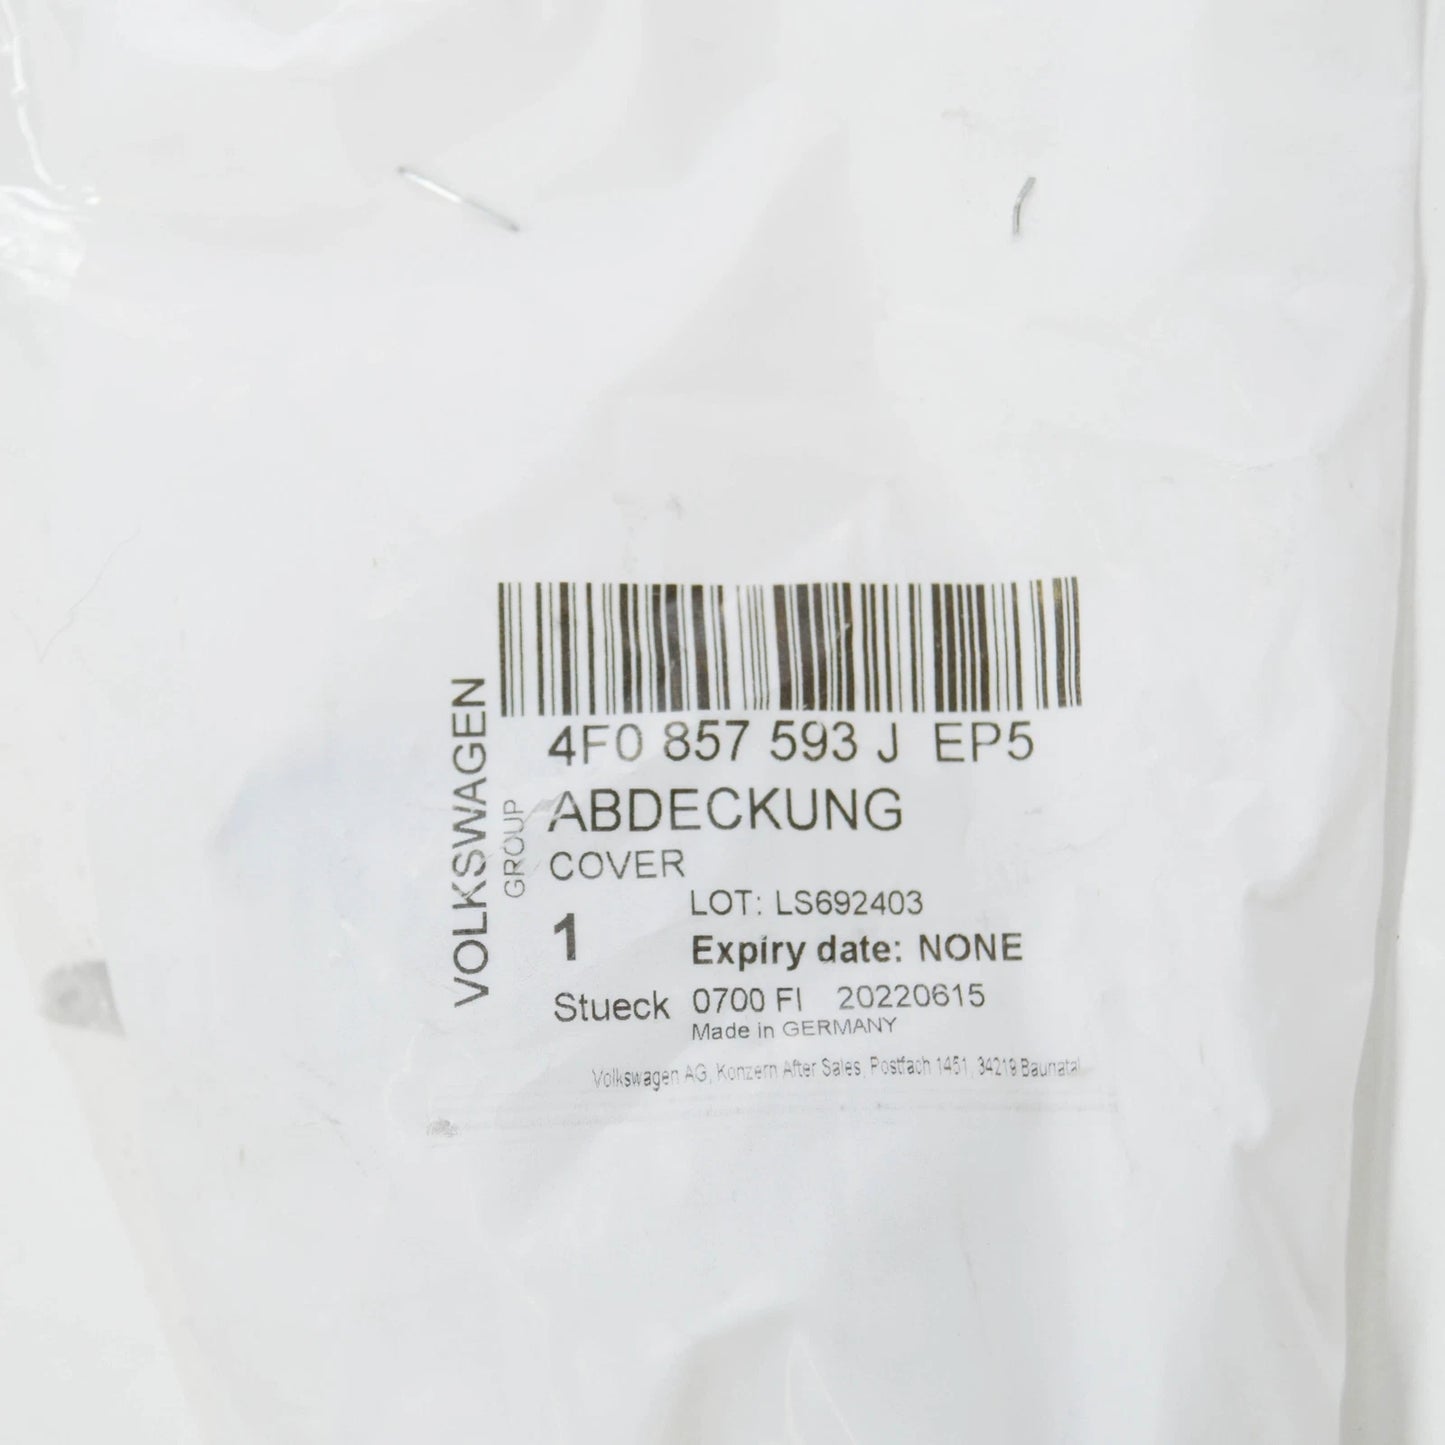 VOLKSWAGEN
GROUP
4F0 857 593 J EP5
ABDECKUNG
COVER
LOT: LS692403
1
Expiry date: NONE
Stueck 0700 FI 20220615
Made in GERMANY
Volkswagen AG, Konzern After Sales, Postfach 1451, 34219 Baunatal